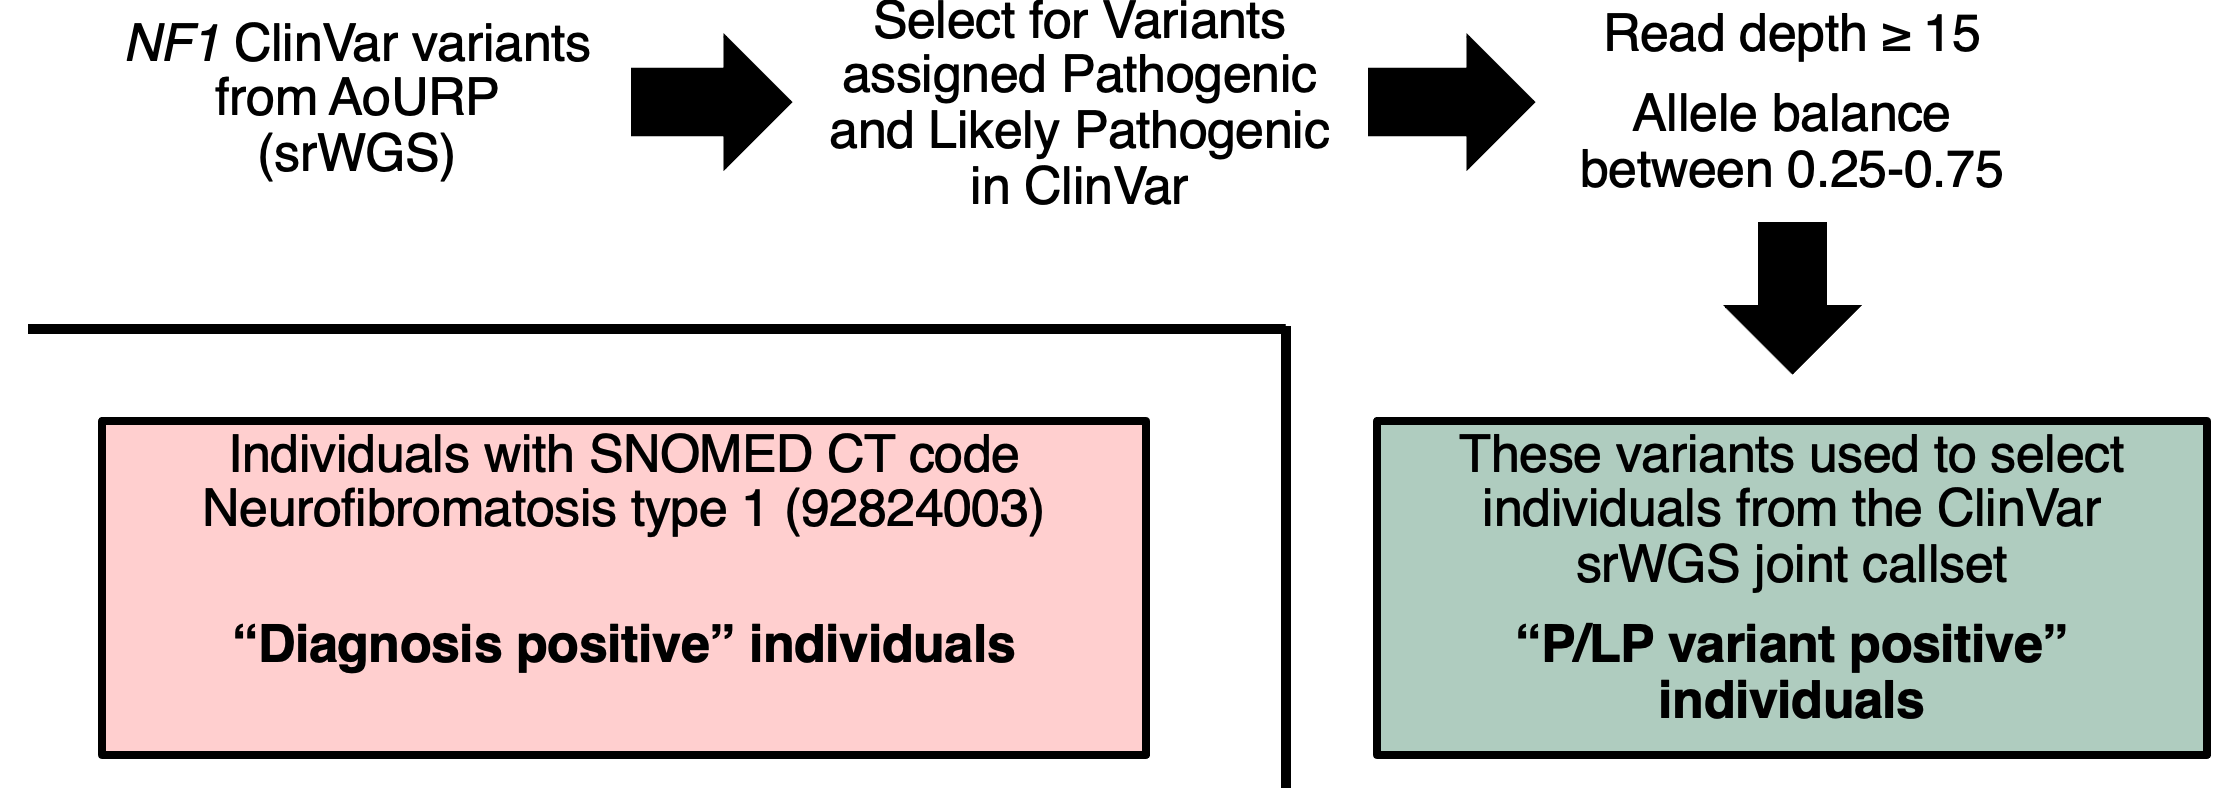 NF1 ClinVar variants
from AoURP
(srWGS)
Select for Variants
assigned Pathogenic
and Likely Pathogenic
in ClinVar
Read depth ≥ 15
Allele balance
between 0.25-0.75
Individuals with SNOMED CT code
Neurofibromatosis type 1 (92824003)
“Diagnosis positive” individuals
These variants used to select
individuals from the ClinVar
srWGS joint callset
“P/LP variant positive”
individuals